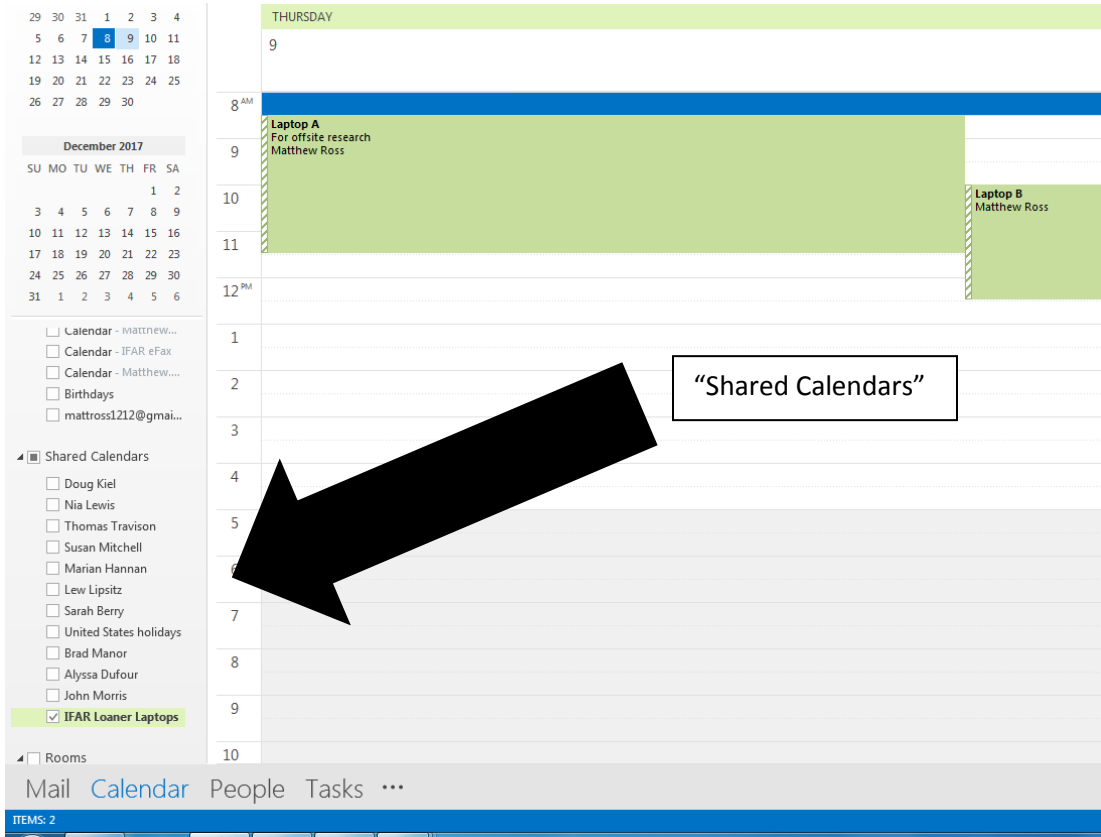 29 30 31 1 2 3 4
5 6 7 8 9 10 11
12 13 14 15 16 17 18
19 20 21 22 23 24 25
26 27 28 29 30
December 2017
SU MO TU WE TH FR SA
1 2
3 4 5 6 7 8 9
10 11 12 13 14 15 16
17 18 19 20 21 22 23
24 25 26 27 28 29 30
31 1 2 3 4 5 6
Calendar - Matthew...
Calendar - IFAR eFax
Calendar - Matthew....
Birthdays
mattross1212@gmai...
Shared Calendars
Doug Kiel
Nia Lewis
Thomas Travison
Susan Mitchell
Marian Hannan
Lew Lipsitz
Sarah Berry
United States holidays
Brad Manor
Alyssa Dufour
John Morris
IFAR Loaner Laptops
Rooms
THURSDAY
9
8 AM
9
10
11
12 PM
1
2
3
4
5
6
7
8
9
10
Laptop A
For offsite research
Matthew Ross
Laptop B
Matthew Ross
“Shared Calendars”
Mail Calendar People Tasks ...
ITEMS: 2